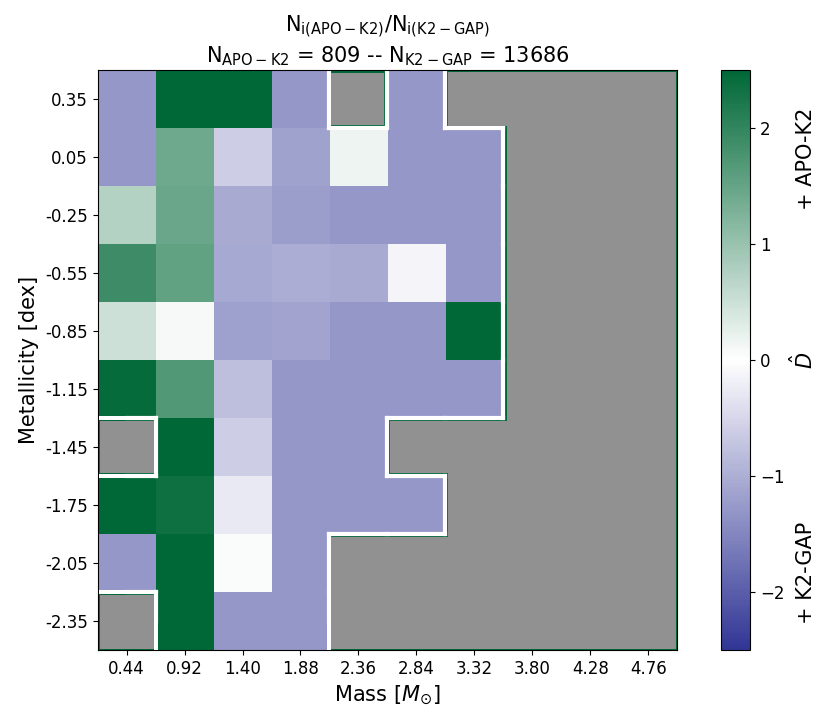 N_i(APO−K2)/N_i(K2−GAP)
N_APO−K2 = 809 -- N_K2−GAP = 13686
0.35
0.05
-0.25
-0.55
-0.85
-1.15
-1.45
-1.75
-2.05
-2.35
Metallicity [dex]
0.44 0.92 1.40 1.88 2.36 2.84 3.32 3.80 4.28 4.76
Mass [M_⊙]
2
1
0
−1
−2
+ APO-K2
D̂
+ K2-GAP